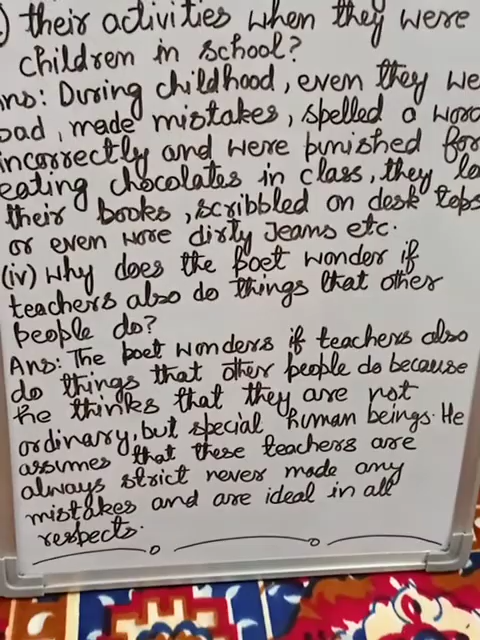 ) their activities when they were
children in school?
ns: During childhood, even they we
bad, made mistakes, spelled a word
incorrectly and were punished for
eating chocolates in class, they lo
their books, scribbled on desk tops
or even wore dirty Jeans etc.
(iv) Why does the poet wonder if
teachers also do things that other
people do?
Ans: The poet wonders if teachers also
do things that other people do because
he thinks that they are not
ordinary, but special human beings. He
assumes that these teachers are
always strict never made any
mistakes and are ideal in all
respects.